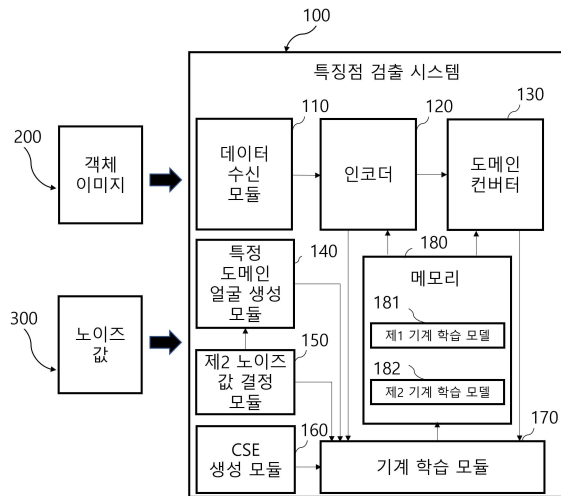 100
특징점 검출 시스템
110
120
130
200
객체
이미지
데이터
수신
모듈
인코더
도메인
컨버터
140
180
특정
도메인
얼굴 생성
모듈
메모리
181
제1 기계 학습 모델
300
노이즈
값
150
제2 노이즈
값 결정
모듈
182
제2 기계 학습 모델
160
170
CSE
생성 모듈
기계 학습 모듈